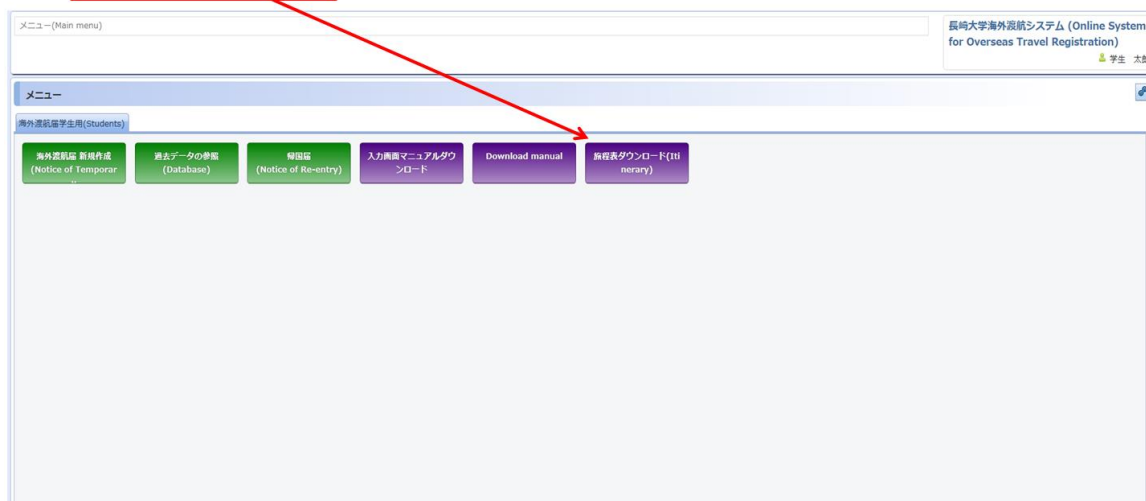 メニュー(Main menu)
長崎大学海外渡航システム (Online System
for Overseas Travel Registration)
学生 太郎
メニュー
海外渡航届学生用(Students)
海外渡航届 新規作成
(Notice of Temporar
..
過去データの参照
(Database)
帰国届
(Notice of Re-entry)
入力画面マニュアルダウ
ンロード
Download manual
旅程表ダウンロード(Iti
nerary)